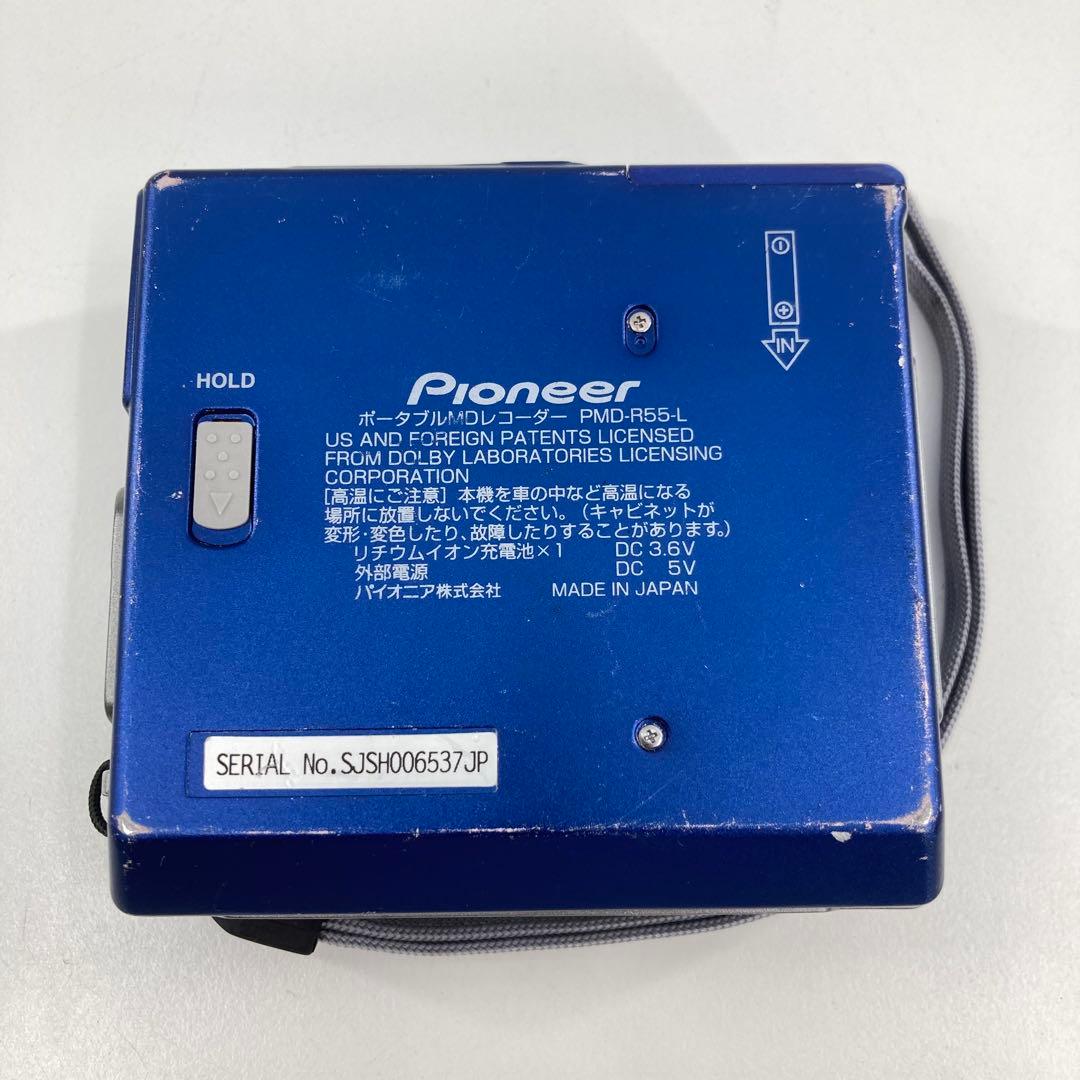 HOLD
IN
Pioneer
ポータブルMDレコーダー PMD-R55-L
US AND FOREIGN PATENTS LICENSED
FROM DOLBY LABORATORIES LICENSING
CORPORATION
[高温にご注意] 本機を車の中など高温になる
場所に放置しないでください。(キャビネットが
変形・変色したり、故障したりすることがあります。)
リチウムイオン充電池×1 DC 3.6V
外部電源 DC 5V
パイオニア株式会社 MADE IN JAPAN
SERIAL No.SJSH006537JP